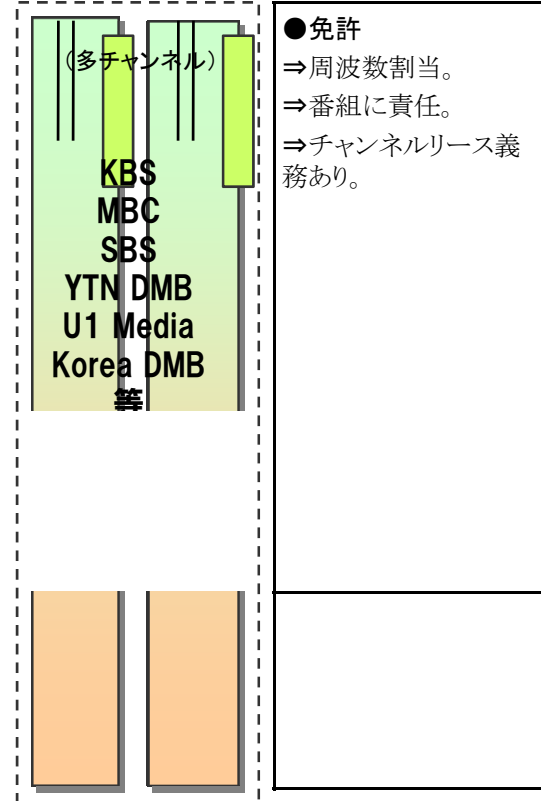 （多チャンネル）
KBS
MBC
SBS
YTN DMB
U1 Media
Korea DMB
等
●免許
⇒周波数割当。
⇒番組に責任。
⇒チャンネルリース義
務あり。